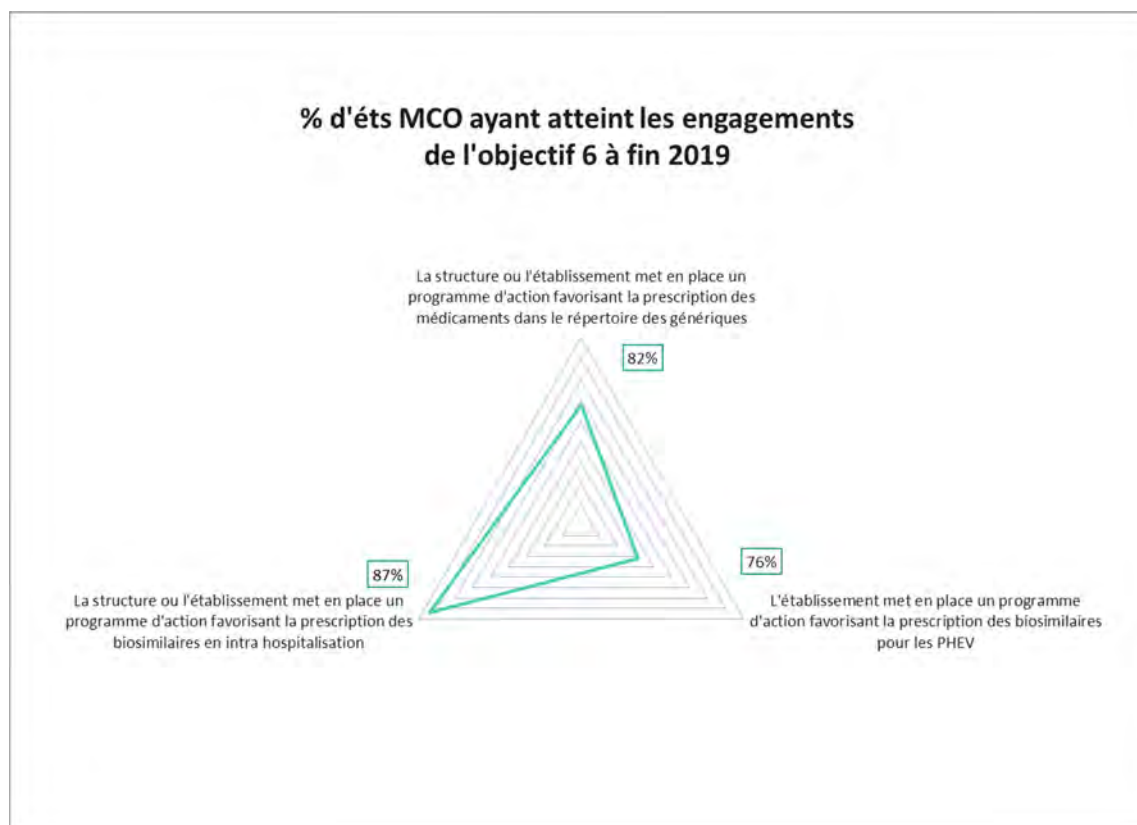 % d'éts MCO ayant atteint les engagements
de l'objectif 6 à fin 2019
La structure ou l'établissement met en place un
programme d'action favorisant la prescription des
médicaments dans le répertoire des génériques
82%
87%
La structure ou l'établissement met en place un
programme d'action favorisant la prescription des
biosimilaires en intra hospitalisation
76%
L'établissement met en place un programme
d'action favorisant la prescription des biosimilaires
pour les PHEV